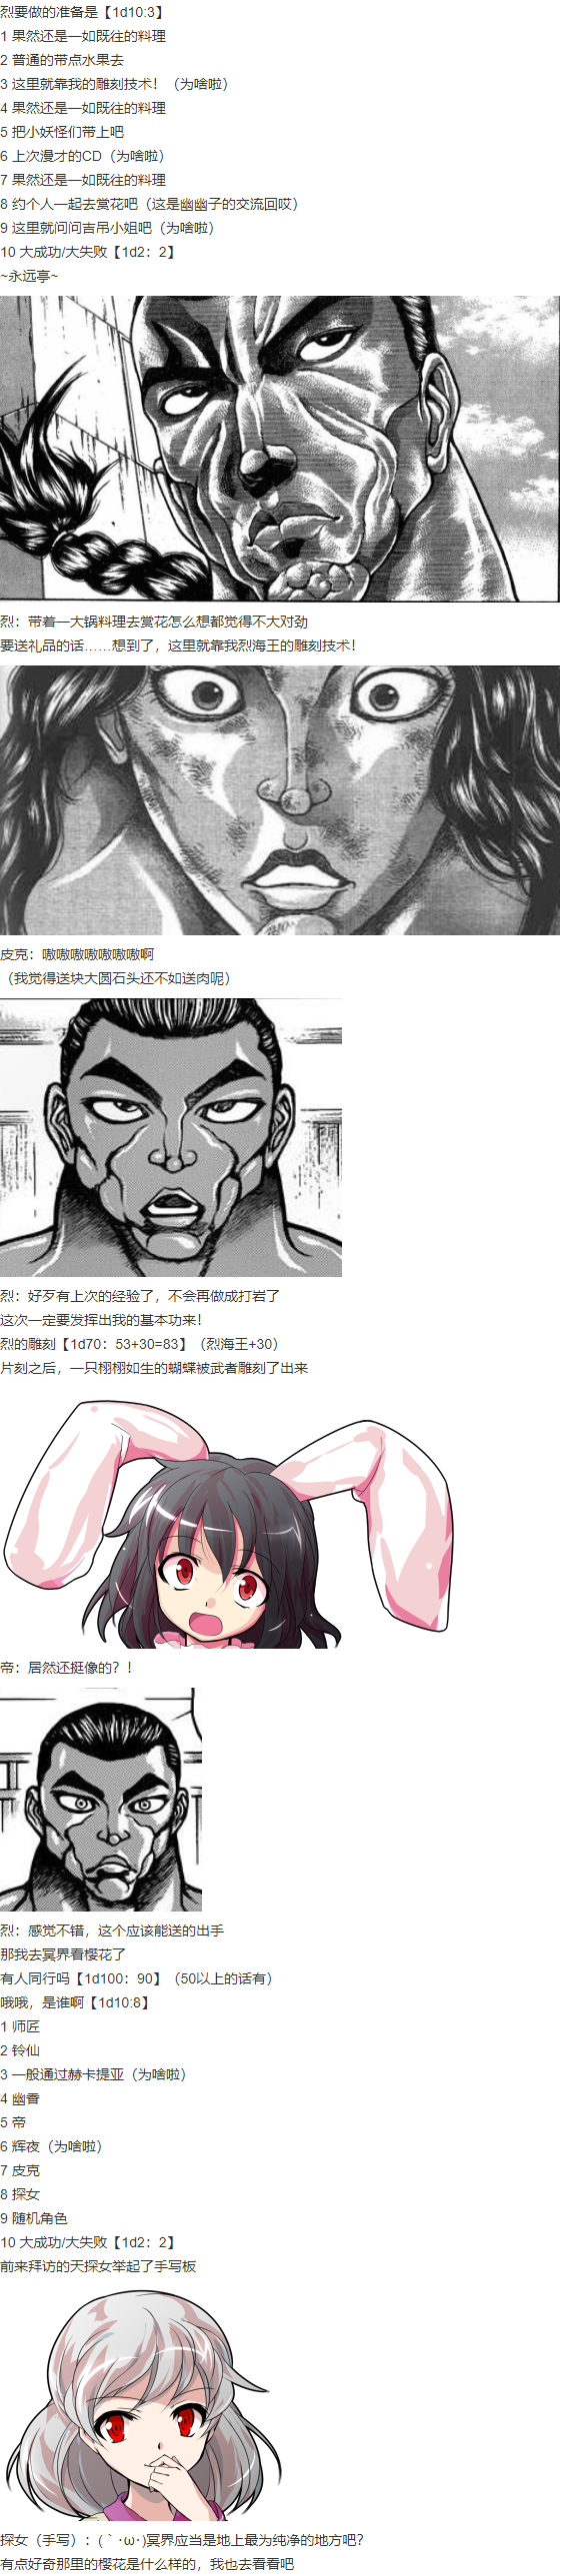 烈要做的准备是【1d10:3】
1 果然还是一如既往的料理
2 普通的带点水果去
3 这里就靠我的雕刻技术！（为啥啦）
4 果然还是一如既往的料理
5 把小妖怪们带上吧
6 上次漫才的CD（为啥啦）
7 果然还是一如既往的料理
8 约个人一起去赏花吧（这是幽幽子的交流回哎）
9 这里就问问吉吊小姐吧（为啥啦）
10 大成功/大失败【1d2：2】
~永远亭~
烈：带着一大锅料理去赏花怎么想都觉得不大对劲
要送礼品的话……想到了，这里就靠我烈海王的雕刻技术！
皮克：嗷嗷嗷嗷嗷嗷嗷啊
（我觉得送块大圆石头还不如送肉呢）
烈：好歹有上次的经验了，不会再做成打岩了
这次一定要发挥出我的基本功来！
烈的雕刻【1d70：53+30=83】（烈海王+30）
片刻之后，一只栩栩如生的蝴蝶被武者雕刻了出来
帝：居然还挺像的？！
烈：感觉不错，这个应该能送的出手
那我去冥界看樱花了
有人同行吗【1d100：90】（50以上的话有）
哦哦，是谁啊【1d10:8】
1 师匠
2 铃仙
3 一般通过赫卡提亚（为啥啦）
4 幽香
5 帝
6 辉夜（为啥啦）
7 皮克
8 探女
9 随机角色
10 大成功/大失败【1d2：2】
前来拜访的天探女举起了手写板
探女（手写）：(｀･ω･)冥界应当是地上最为纯净的地方吧?
有点好奇那里的樱花是什么样的，我也去看看吧